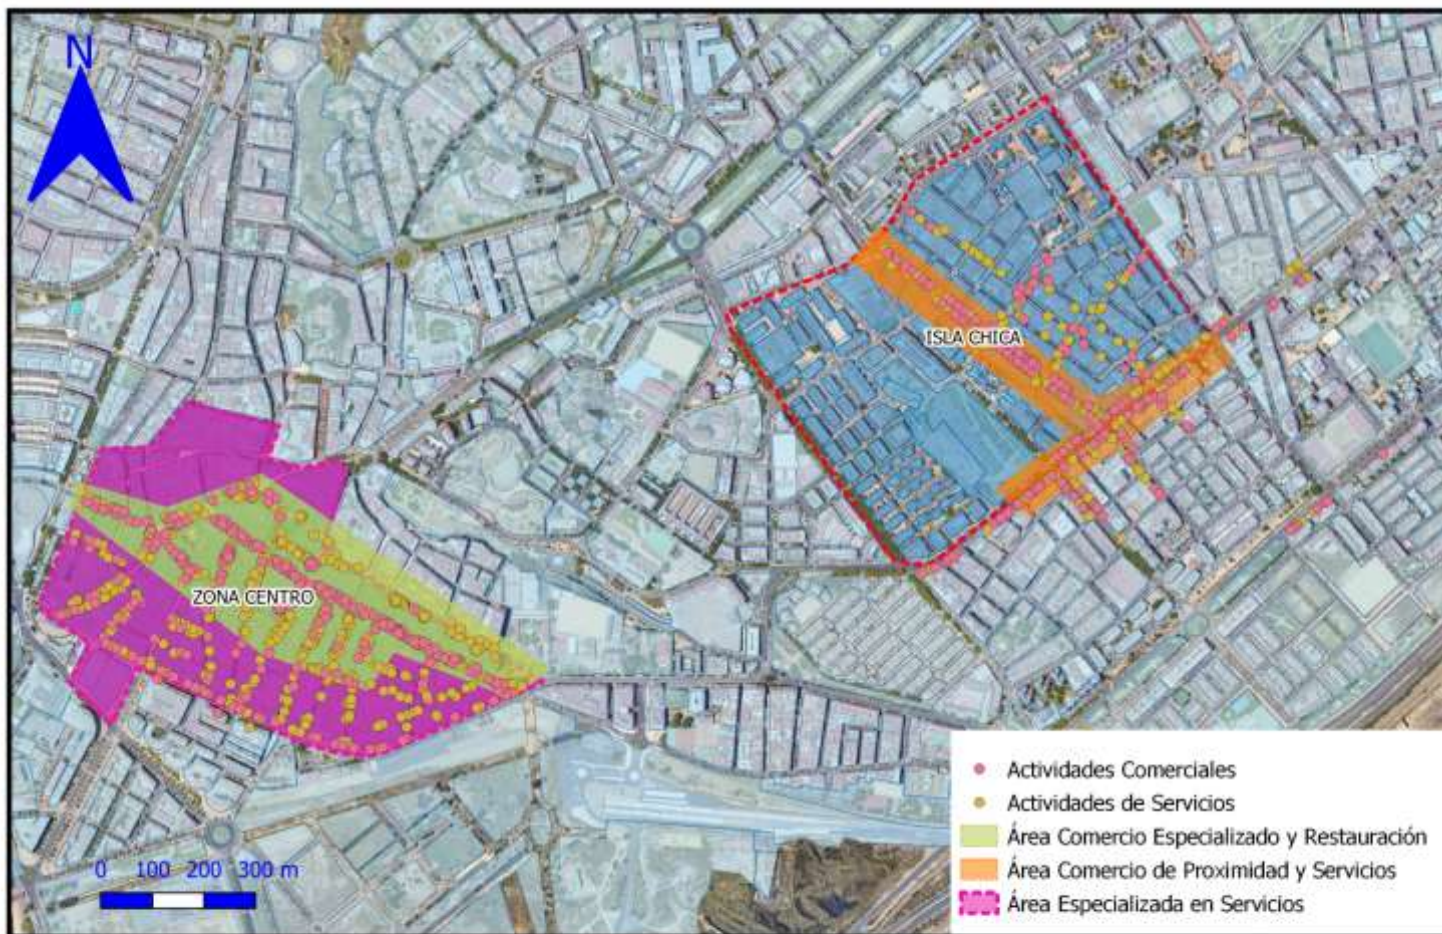 N
ISLA CHICA
ZONA CENTRO
0 100 200 300 m
Actividades Comerciales
Actividades de Servicios
Área Comercio Especializado y Restauración
Área Comercio de Proximidad y Servicios
Área Especializada en Servicios